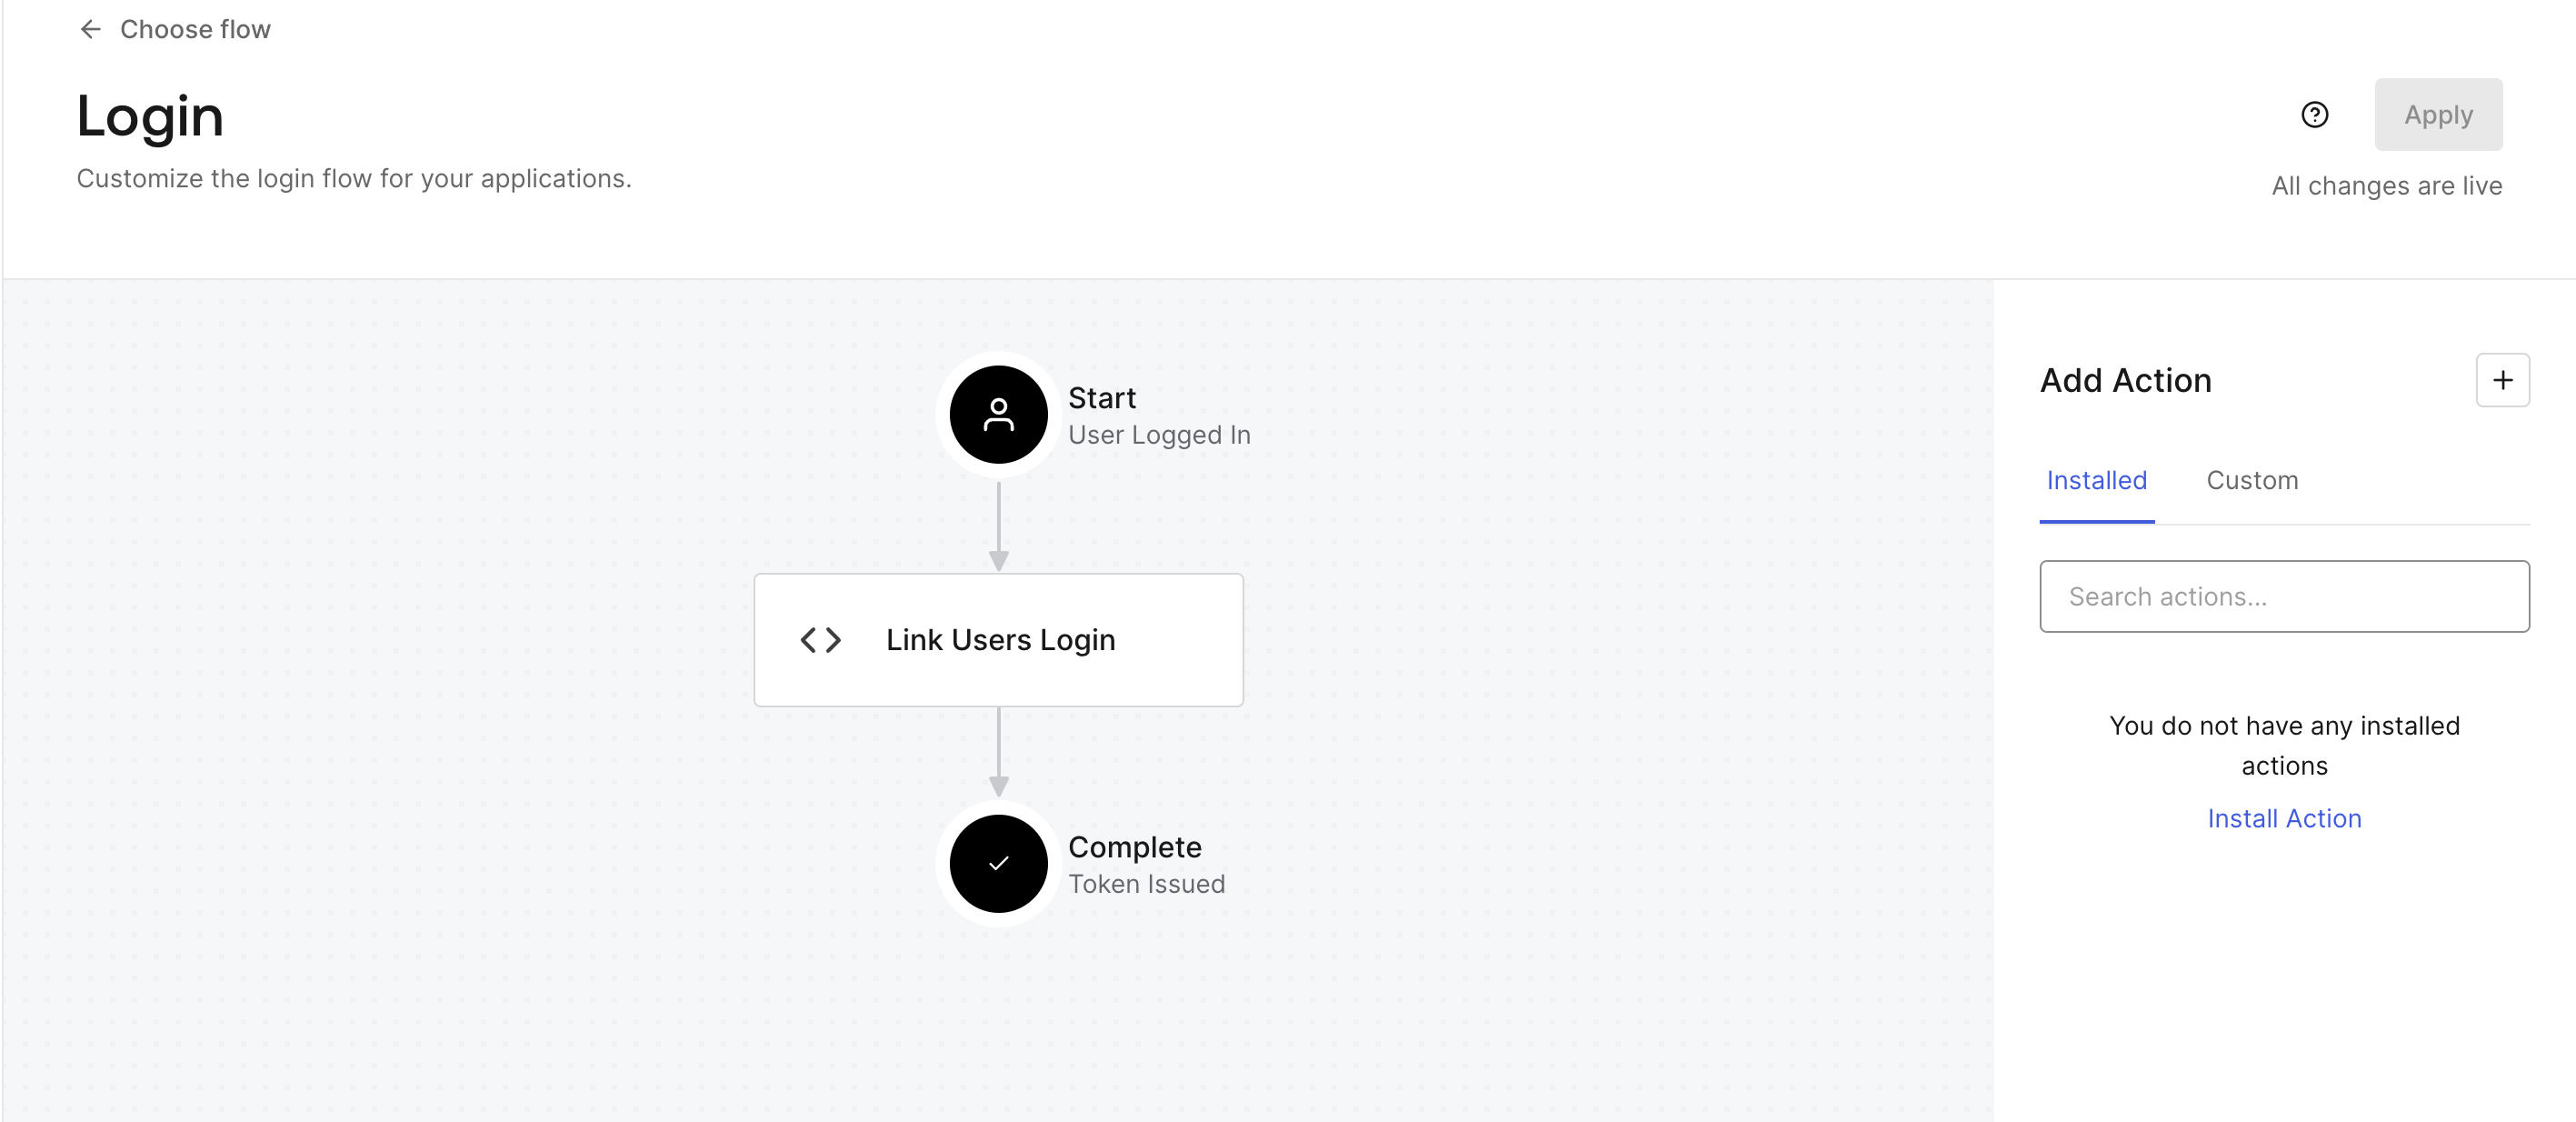 Choose flow
Login
Apply
Customize the login flow for your applications.
All changes are live
Start
User Logged In
Link Users Login
Complete
Token Issued
Add Action
Installed
Custom
Search actions...
You do not have any installed
actions
Install Action